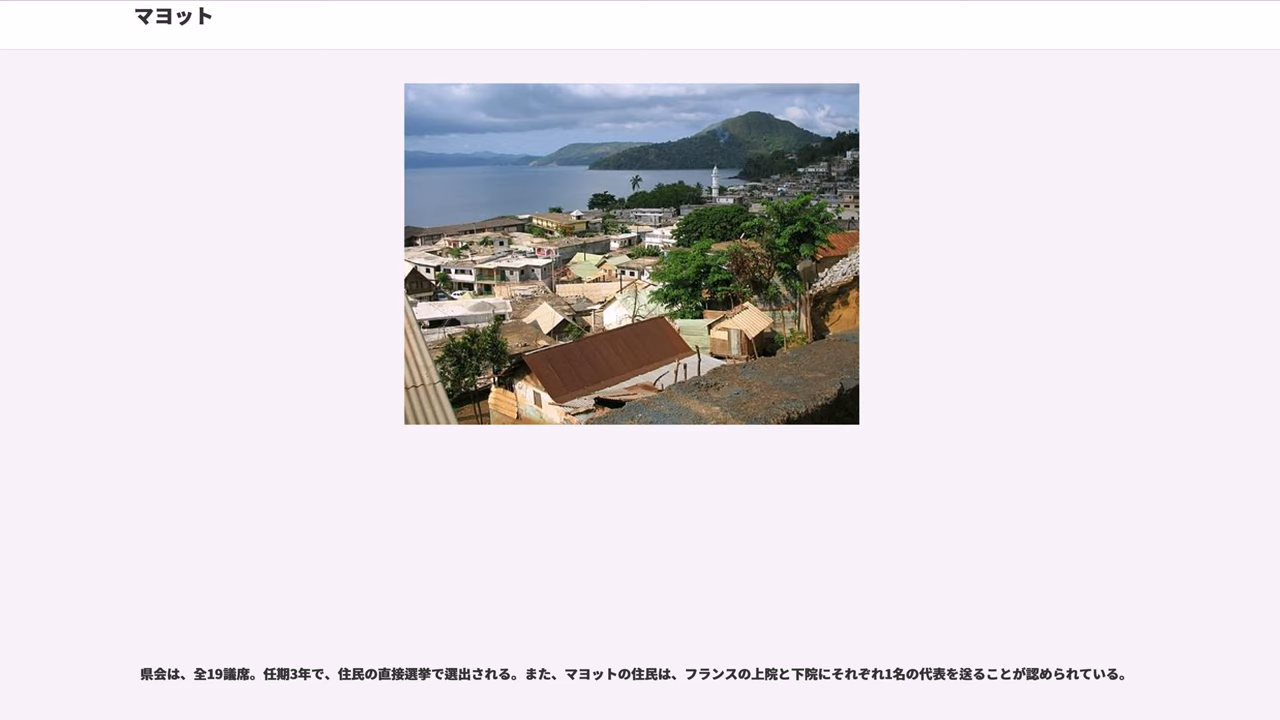 マヨット
県会は、全19議席。任期3年で、住民の直接選挙で選出される。また、マヨットの住民は、フランスの上院と下院にそれぞれ1名の代表を送ることが認められている。